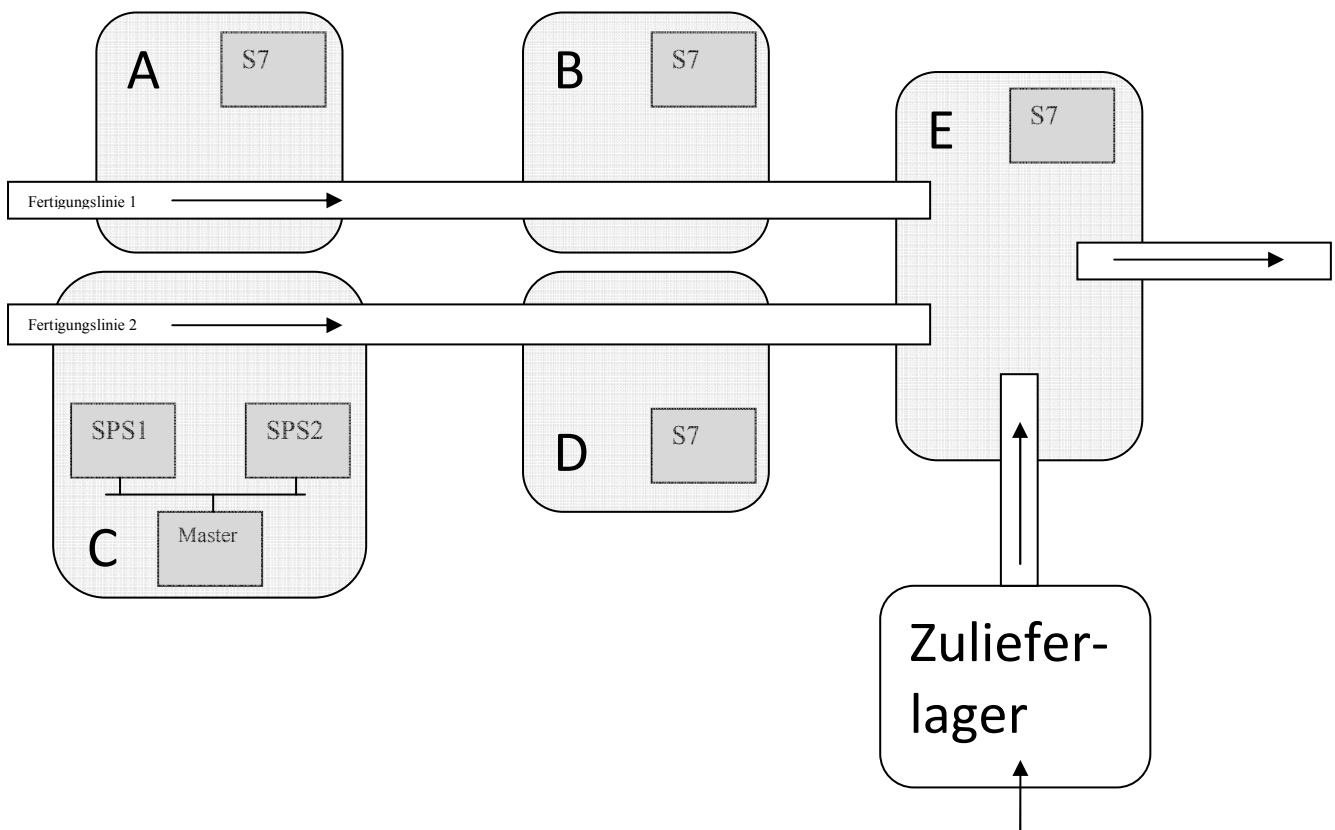 A
S7
B
S7
E
S7
Fertigungslinie 1
Fertigungslinie 2
SPS1
SPS2
Master
C
D
S7
Zuliefer-
lager